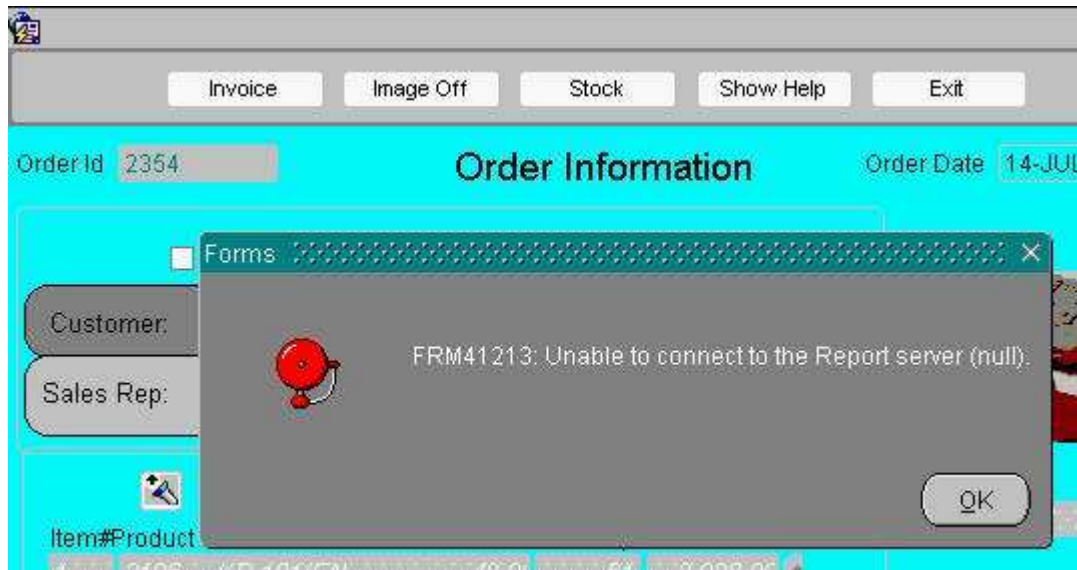 Invoice Image Off Stock Show Help Exit
Order Id 2354 Order Information Order Date 14-JUL
Forms
Customer:
FRM41213: Unable to connect to the Report server (null).
Sales Rep:
OK
Item#Product